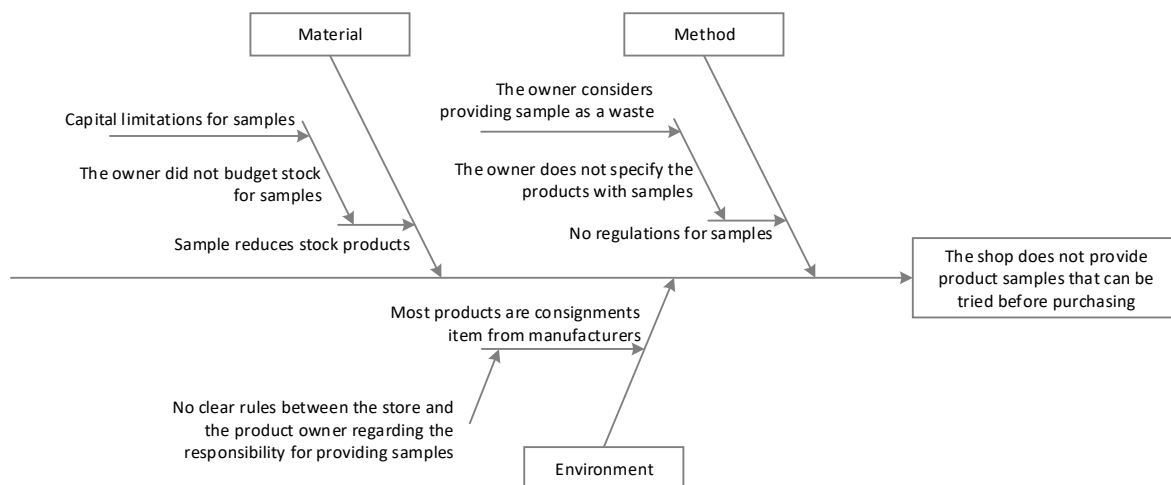 Material
Method
Capital limitations for samples
The owner did not budget stock
for samples
Sample reduces stock products
The owner considers
providing sample as a waste
The owner does not specify the
products with samples
No regulations for samples
The shop does not provide
product samples that can be
tried before purchasing
Most products are consignments
item from manufacturers
No clear rules between the store and
the product owner regarding the
responsibility for providing samples
Environment